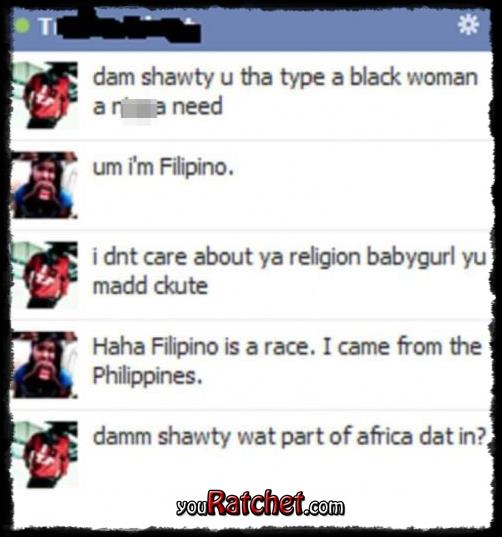 dam shawty u tha type a black woman
a n a need
um i'm Filipino.
i dnt care about ya religion babygurl yu
madd ckute
Haha Filipino is a race. I came from the
Philippines.
damm shawty wat part of africa dat in?
youRatchet.com